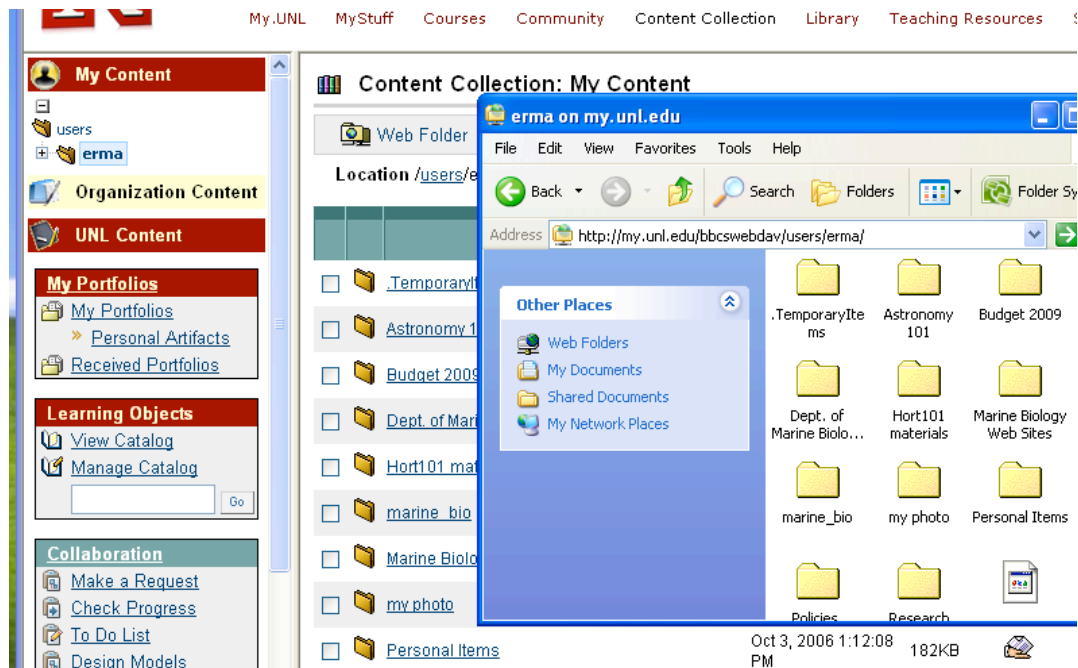 My.UNL MyStuff Courses Community Content Collection Library Teaching Resources
My Content
users
erma
Organization Content
UNL Content
My Portfolios
My Portfolios
» Personal Artifacts
Received Portfolios
Learning Objects
View Catalog
Manage Catalog
Go
Collaboration
Make a Request
Check Progress
To Do List
Design Models
Content Collection: My Content
Web Folder
Location /users/e
.TemporaryI
Astronomy 1
Budget 2009
Dept. of Mari
Hort101 mat
marine_bio
Marine Biolo
my photo
Personal Items
Oct 3, 2006 1:12:08
PM
182KB
erma on my.unl.edu
File Edit View Favorites Tools Help
Back Search Folders Folder Sy
Address http://my.unl.edu/bbcswebdav/users/erma/
Other Places
Web Folders
My Documents
Shared Documents
My Network Places
.TemporaryIte
ms
Astronomy
101
Budget 2009
Dept. of
Marine Biolo...
Hort101
materials
Marine Biology
Web Sites
marine_bio
my photo
Personal Items
Policies
Research